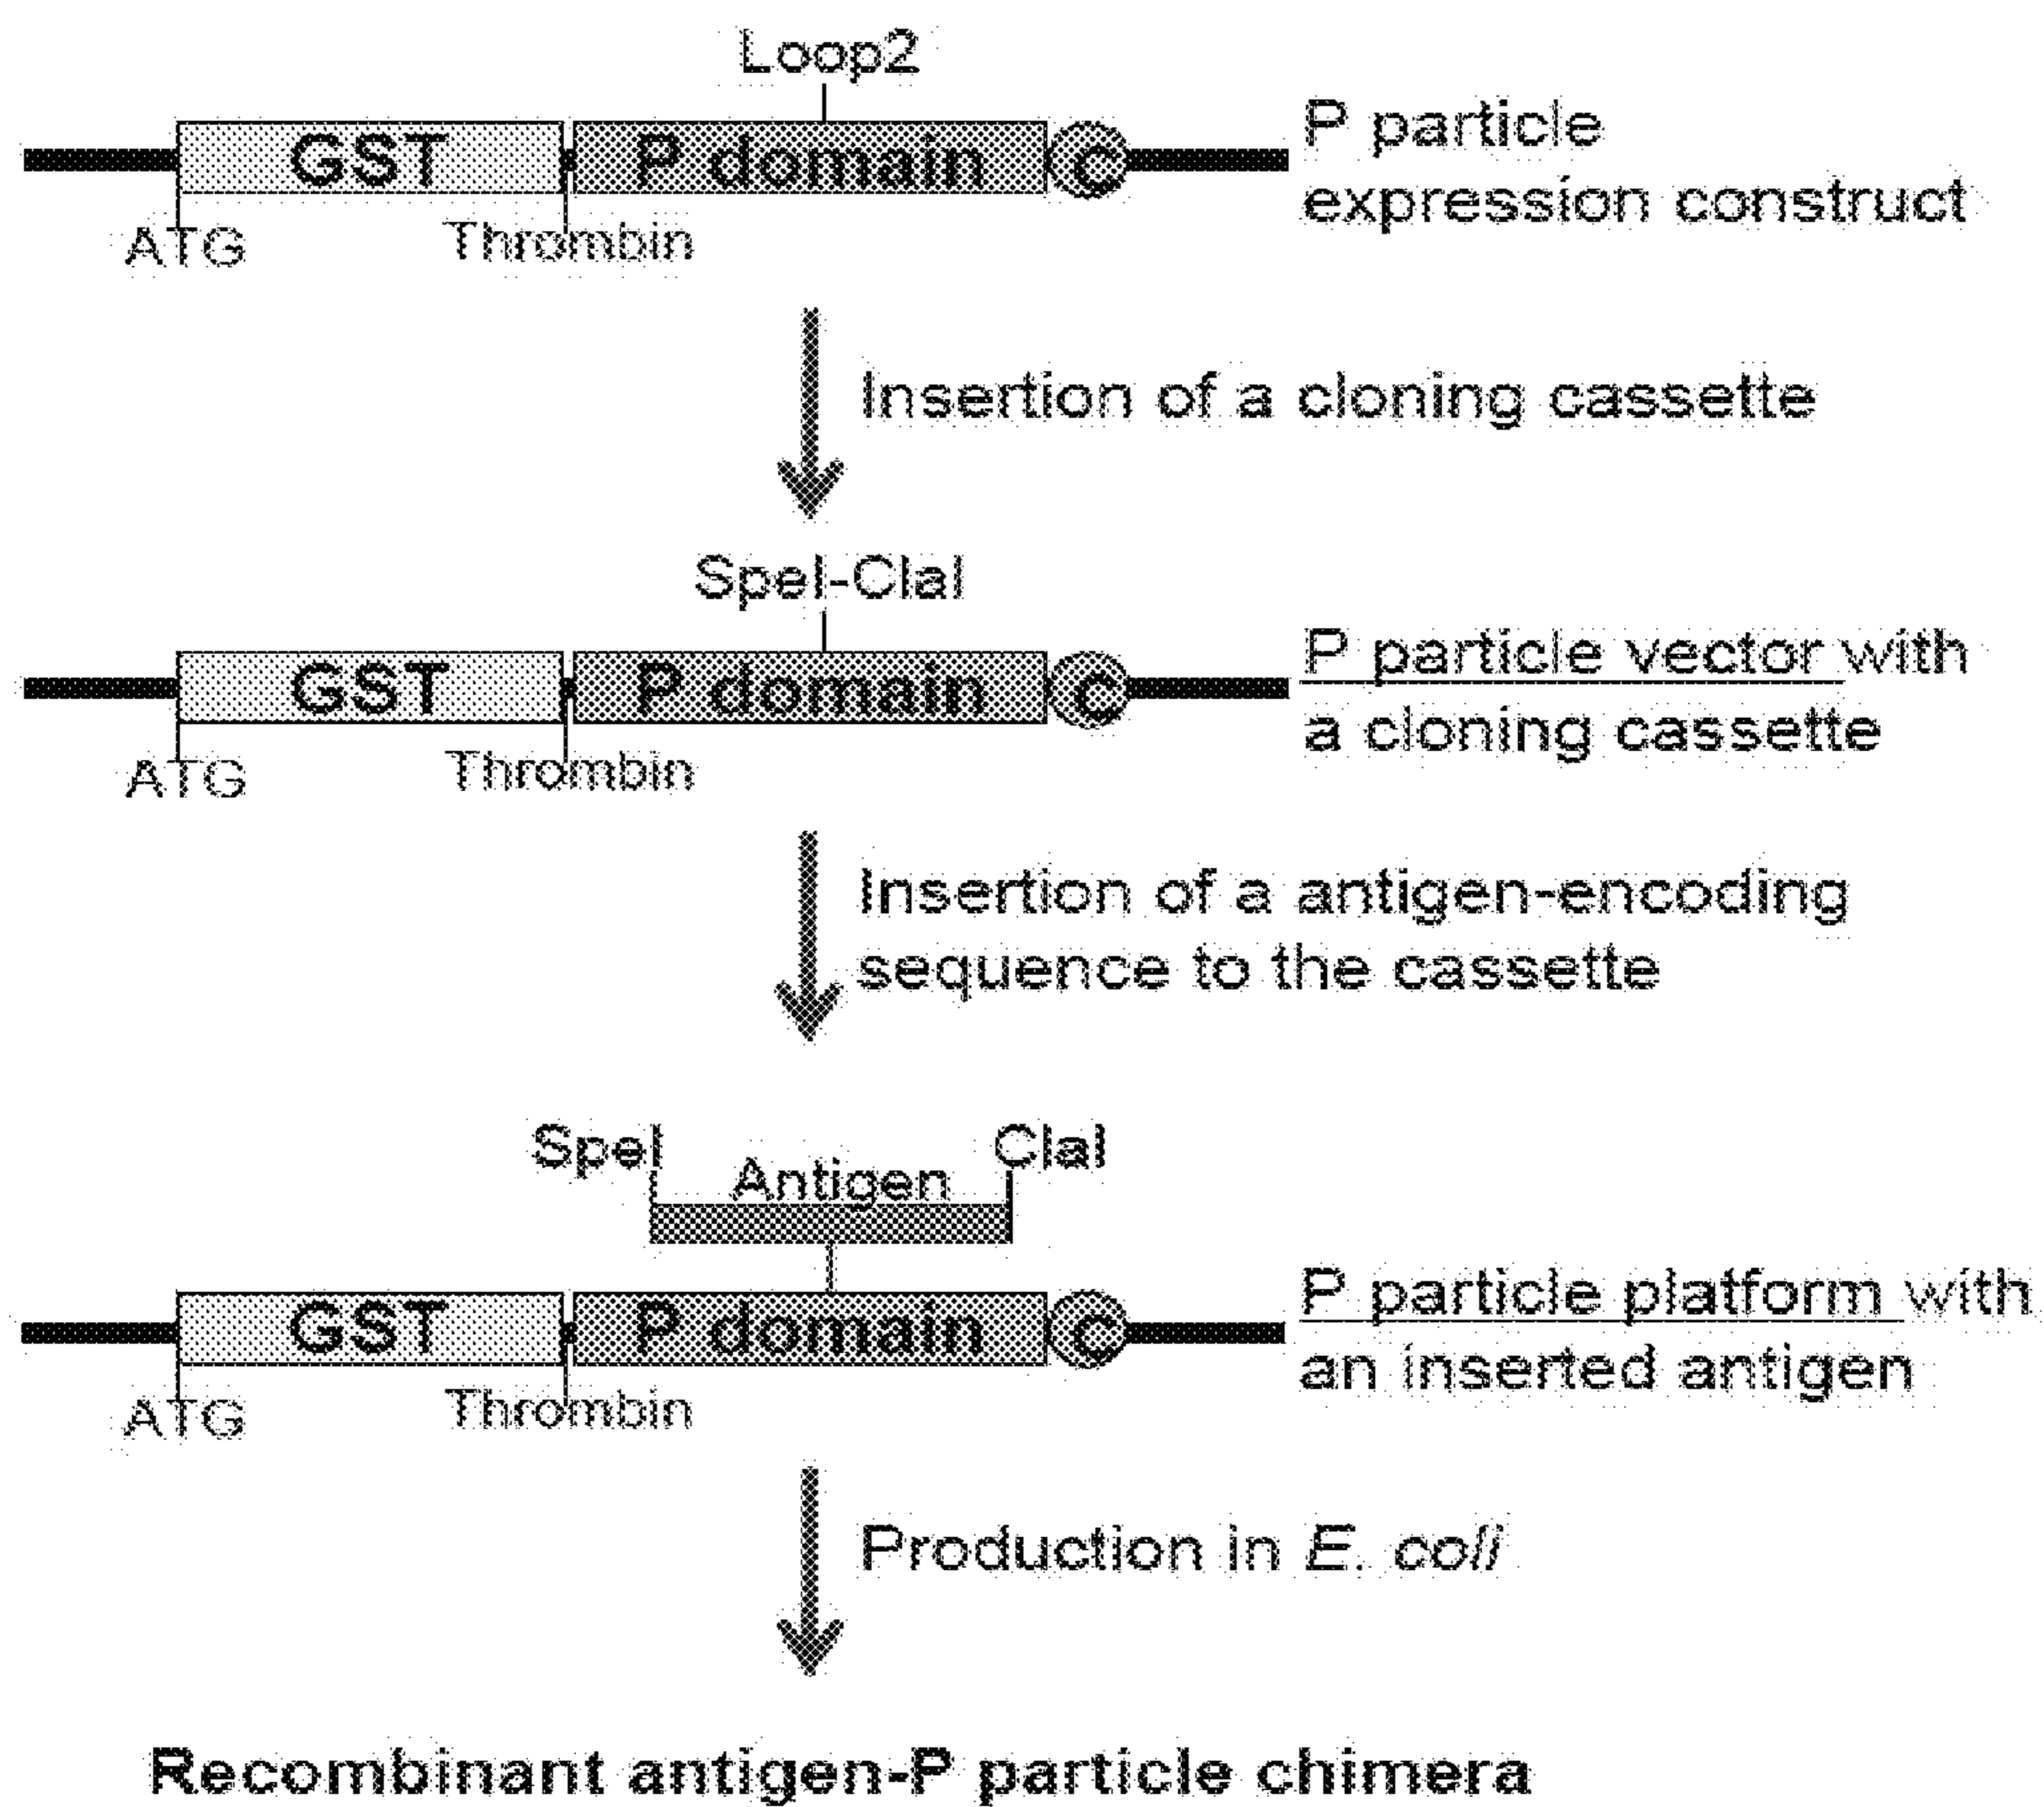 Loop2
GST
P domain
C
P particle
expression construct
ATG
Thrombin
Insertion of a cloning cassette
SpeI-ClaI
GST
P domain
C
P particle vector with
a cloning cassette
ATG
Thrombin
Insertion of a antigen-encoding
sequence to the cassette
SpeI
Antigen
ClaI
GST
P domain
C
P particle platform with
an inserted antigen
ATG
Thrombin
Production in E. coli
Recombinant antigen-P particle chimera